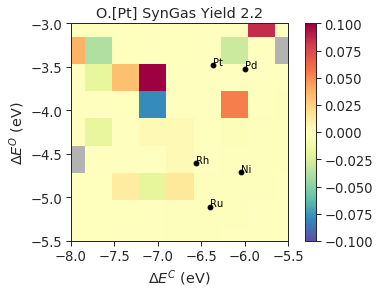 O.[Pt] SynGas Yield 2.2
−3.0
−3.5
−4.0
−4.5
−5.0
−5.5
ΔE^O (eV)
Pt
Pd
Rh
Ni
Ru
−8.0 −7.5 −7.0 −6.5 −6.0 −5.5
ΔE^C (eV)
0.100
0.075
0.050
0.025
0.000
−0.025
−0.050
−0.075
−0.100